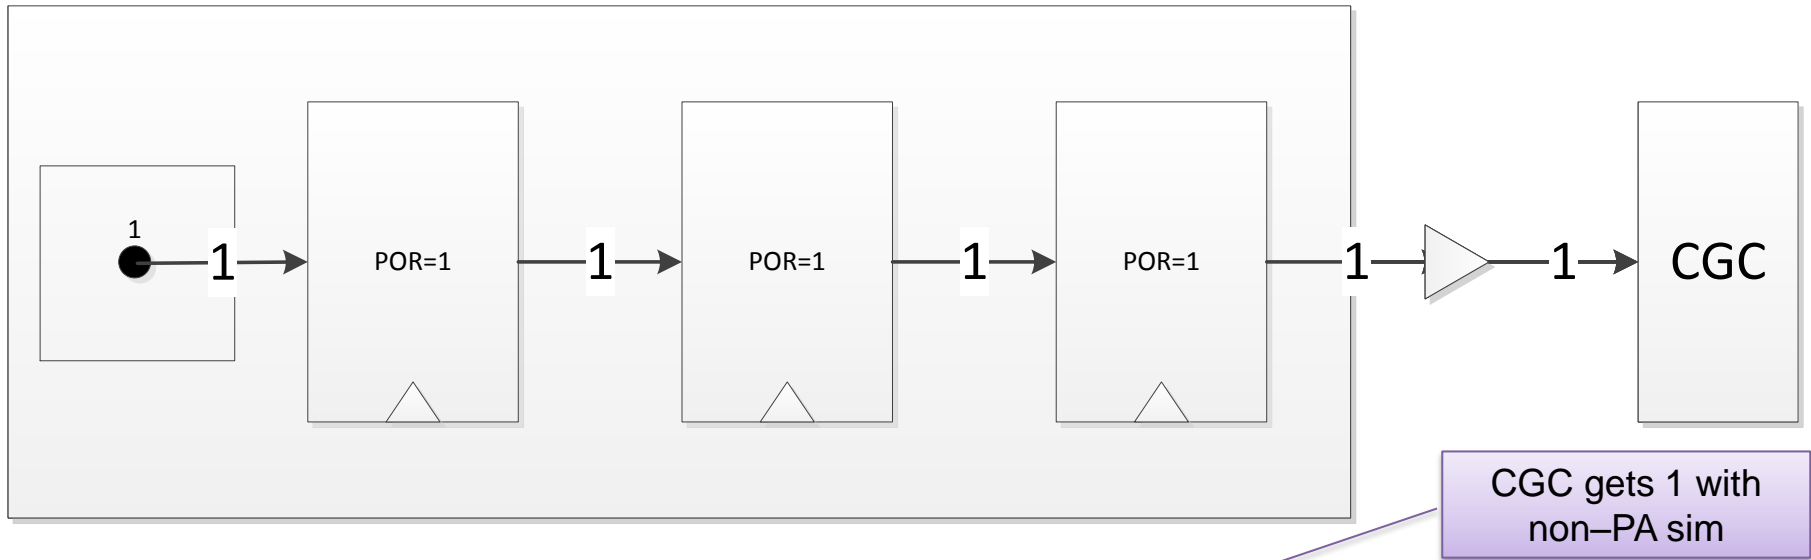 1
1
POR=1
1
POR=1
1
POR=1
1
1
CGC
CGC gets 1 with
non–PA sim